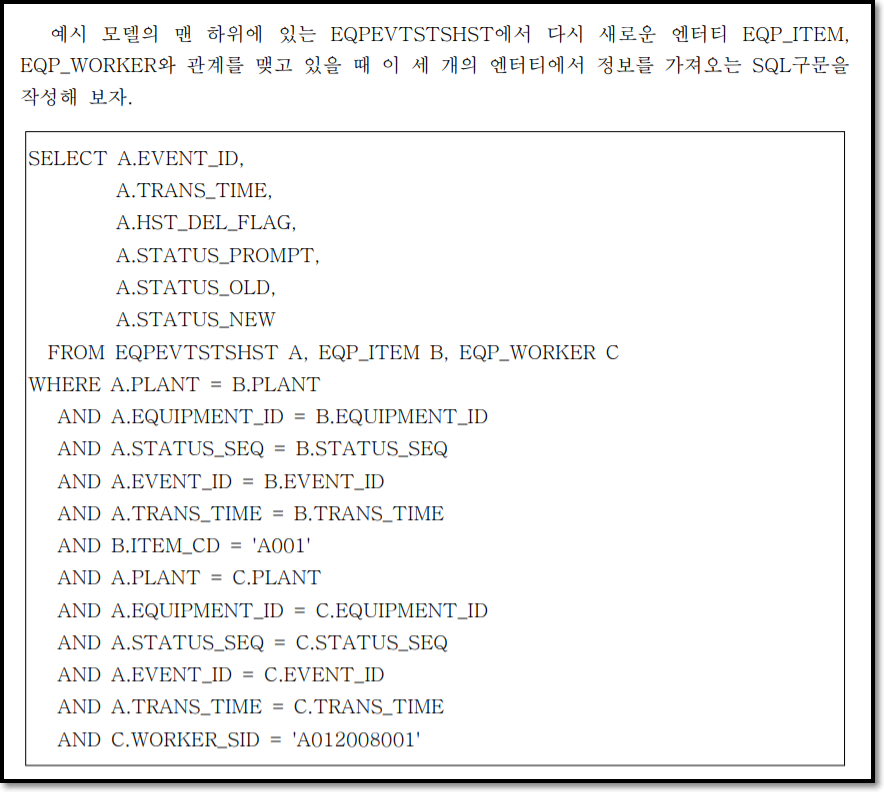 예시 모델의 맨 하위에 있는 EQPEVTSTSHST에서 다시 새로운 엔터티 EQP_ITEM,
EQP_WORKER와 관계를 맺고 있을 때 이 세 개의 엔터티에서 정보를 가져오는 SQL구문을
작성해 보자.
SELECT A.EVENT_ID,
A.TRANS_TIME,
A.HST_DEL_FLAG,
A.STATUS_PROMPT,
A.STATUS_OLD,
A.STATUS_NEW
FROM EQPEVTSTSHST A, EQP_ITEM B, EQP_WORKER C
WHERE A.PLANT = B.PLANT
AND A.EQUIPMENT_ID = B.EQUIPMENT_ID
AND A.STATUS_SEQ = B.STATUS_SEQ
AND A.EVENT_ID = B.EVENT_ID
AND A.TRANS_TIME = B.TRANS_TIME
AND B.ITEM_CD = 'A001'
AND A.PLANT = C.PLANT
AND A.EQUIPMENT_ID = C.EQUIPMENT_ID
AND A.STATUS_SEQ = C.STATUS_SEQ
AND A.EVENT_ID = C.EVENT_ID
AND A.TRANS_TIME = C.TRANS_TIME
AND C.WORKER_SID = 'A012008001'